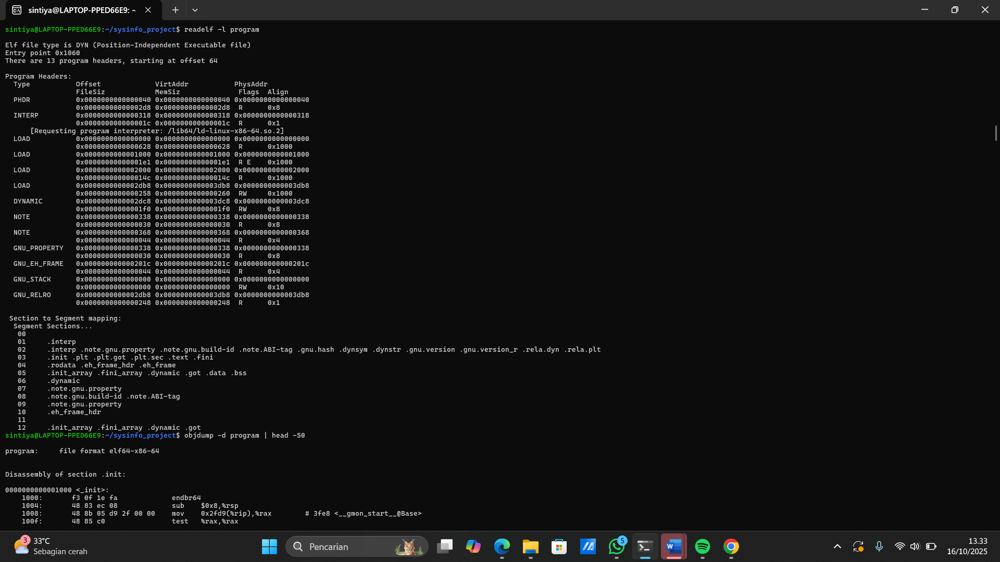 sintiya@LAPTOP-PPED66E9: ~
sintiya@LAPTOP-PPED66E9:~/sysinfo_project$ readelf -l program
Elf file type is DYN (Position-Independent Executable file)
Entry point 0x1060
There are 13 program headers, starting at offset 64
Program Headers:
  Type           Offset             VirtAddr           PhysAddr
                 FileSiz            MemSiz              Flags  Align
  PHDR           0x0000000000000040 0x0000000000000040 0x0000000000000040
                 0x00000000000002d8 0x00000000000002d8  R      0x8
  INTERP         0x0000000000000318 0x0000000000000318 0x0000000000000318
                 0x000000000000001c 0x000000000000001c  R      0x1
      [Requesting program interpreter: /lib64/ld-linux-x86-64.so.2]
  LOAD           0x0000000000000000 0x0000000000000000 0x0000000000000000
                 0x0000000000000628 0x0000000000000628  R      0x1000
  LOAD           0x0000000000001000 0x0000000000001000 0x0000000000001000
                 0x00000000000001e1 0x00000000000001e1  R E    0x1000
  LOAD           0x0000000000002000 0x0000000000002000 0x0000000000002000
                 0x000000000000014c 0x000000000000014c  R      0x1000
  LOAD           0x0000000000002db8 0x0000000000003db8 0x0000000000003db8
                 0x0000000000000258 0x0000000000000260  RW     0x1000
  DYNAMIC        0x0000000000002dc8 0x0000000000003dc8 0x0000000000003dc8
                 0x00000000000001f0 0x00000000000001f0  RW     0x8
  NOTE           0x0000000000000338 0x0000000000000338 0x0000000000000338
                 0x0000000000000030 0x0000000000000030  R      0x8
  NOTE           0x0000000000000368 0x0000000000000368 0x0000000000000368
                 0x0000000000000044 0x0000000000000044  R      0x4
  GNU_PROPERTY   0x0000000000000338 0x0000000000000338 0x0000000000000338
                 0x0000000000000030 0x0000000000000030  R      0x8
  GNU_EH_FRAME   0x000000000000201c 0x000000000000201c 0x000000000000201c
                 0x0000000000000044 0x0000000000000044  R      0x4
  GNU_STACK      0x0000000000000000 0x0000000000000000 0x0000000000000000
                 0x0000000000000000 0x0000000000000000  RW     0x10
  GNU_RELRO      0x0000000000002db8 0x0000000000003db8 0x0000000000003db8
                 0x0000000000000248 0x0000000000000248  R      0x1
 Section to Segment mapping:
  Segment Sections...
   00
   01     .interp
   02     .interp .note.gnu.property .note.gnu.build-id .note.ABI-tag .gnu.hash .dynsym .dynstr .gnu.version .gnu.version_r .rela.dyn .rela.plt
   03     .init .plt .plt.got .plt.sec .text .fini
   04     .rodata .eh_frame_hdr .eh_frame
   05     .init_array .fini_array .dynamic .got .data .bss
   06     .dynamic
   07     .note.gnu.property
   08     .note.gnu.build-id .note.ABI-tag
   09     .note.gnu.property
   10     .eh_frame_hdr
   11
   12     .init_array .fini_array .dynamic .got
sintiya@LAPTOP-PPED66E9:~/sysinfo_project$ objdump -d program | head -50
program:     file format elf64-x86-64
Disassembly of section .init:
0000000000001000 <_init>:
    1000:       f3 0f 1e fa             endbr64
    1004:       48 83 ec 08             sub    $0x8,%rsp
    1008:       48 8b 05 d9 2f 00 00    mov    0x2fd9(%rip),%rax        # 3fe8 <__gmon_start__@Base>
    100f:       48 85 c0                test   %rax,%rax
3
33°C
Sebagian cerah
Pencarian
5
W
13.33
16/10/2025